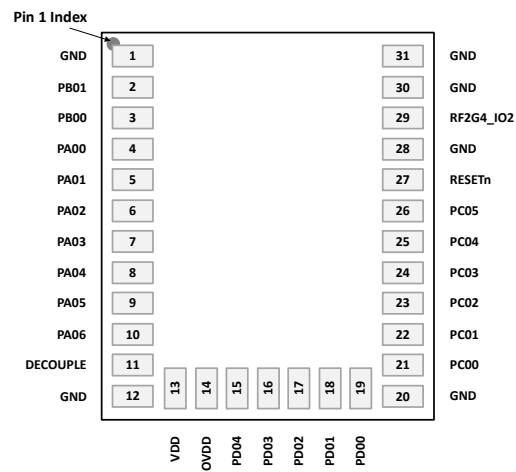 Pin 1 Index
GND 1 31 GND
PB01 2 30 GND
PB00 3 29 RF2G4_IO2
PA00 4 28 GND
PA01 5 27 RESETn
PA02 6 26 PC05
PA03 7 25 PC04
PA04 8 24 PC03
PA05 9 23 PC02
PA06 10 22 PC01
DECOUPLE 11 21 PC00
GND 12 13 14 15 16 17 18 19 20 GND
VDD OVDD PD04 PD03 PD02 PD01 PD00